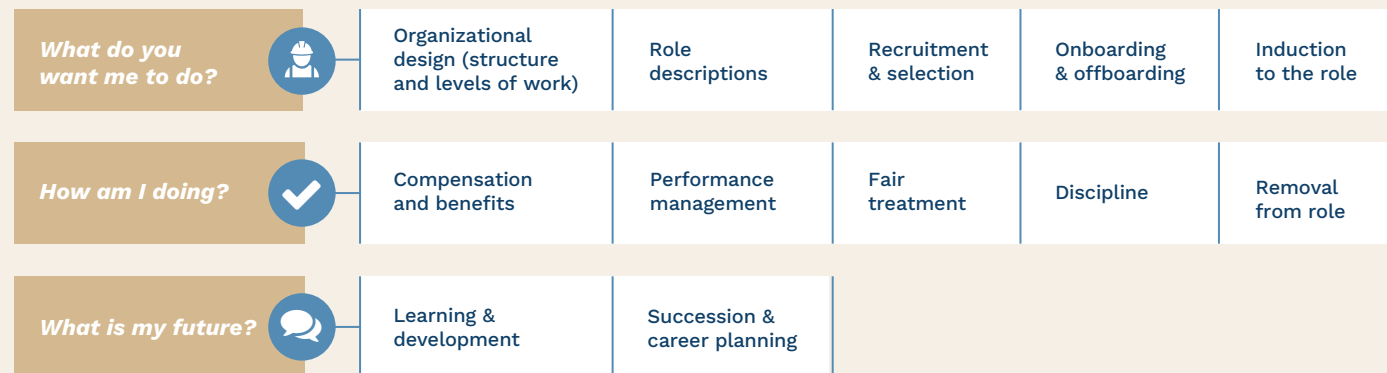 What do you
want me to do?
Organizational
design (structure
and levels of work)
Role
descriptions
Recruitment
& selection
Onboarding
& offboarding
Induction
to the role
How am I doing?
Compensation
and benefits
Performance
management
Fair
treatment
Discipline
Removal
from role
What is my future?
Learning &
development
Succession &
career planning